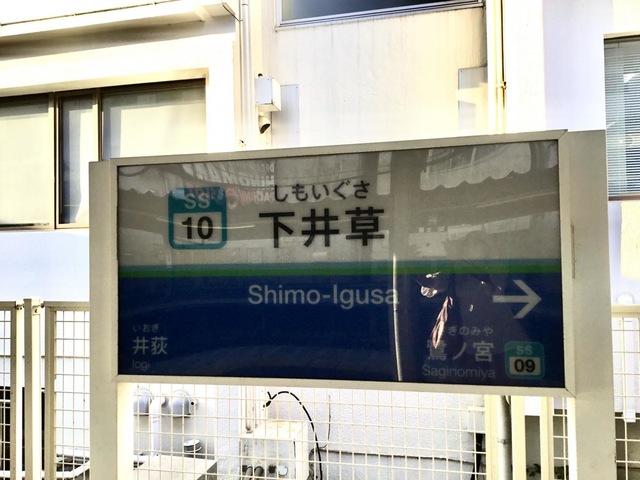 SS
10
しもいぐさ
下井草
Shimo-Igusa
いおぎ
井荻
Iogi
ぎのみや
鷺ノ宮
Saginomiya
SS
09